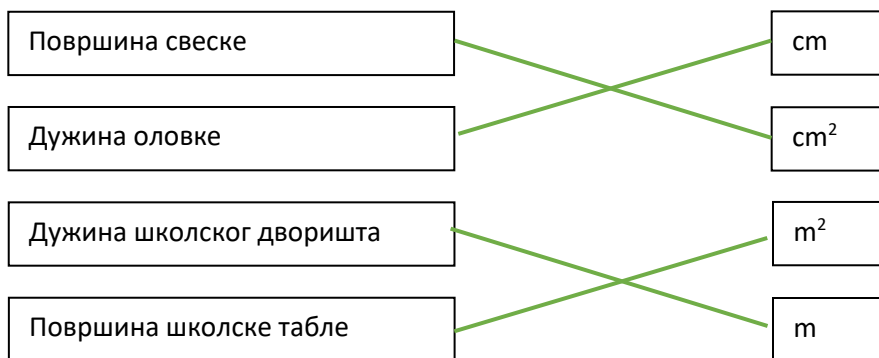 Површина свеске
cm
Дужина оловке
cm²
Дужина школског дворишта
m²
Површина школске табле
m